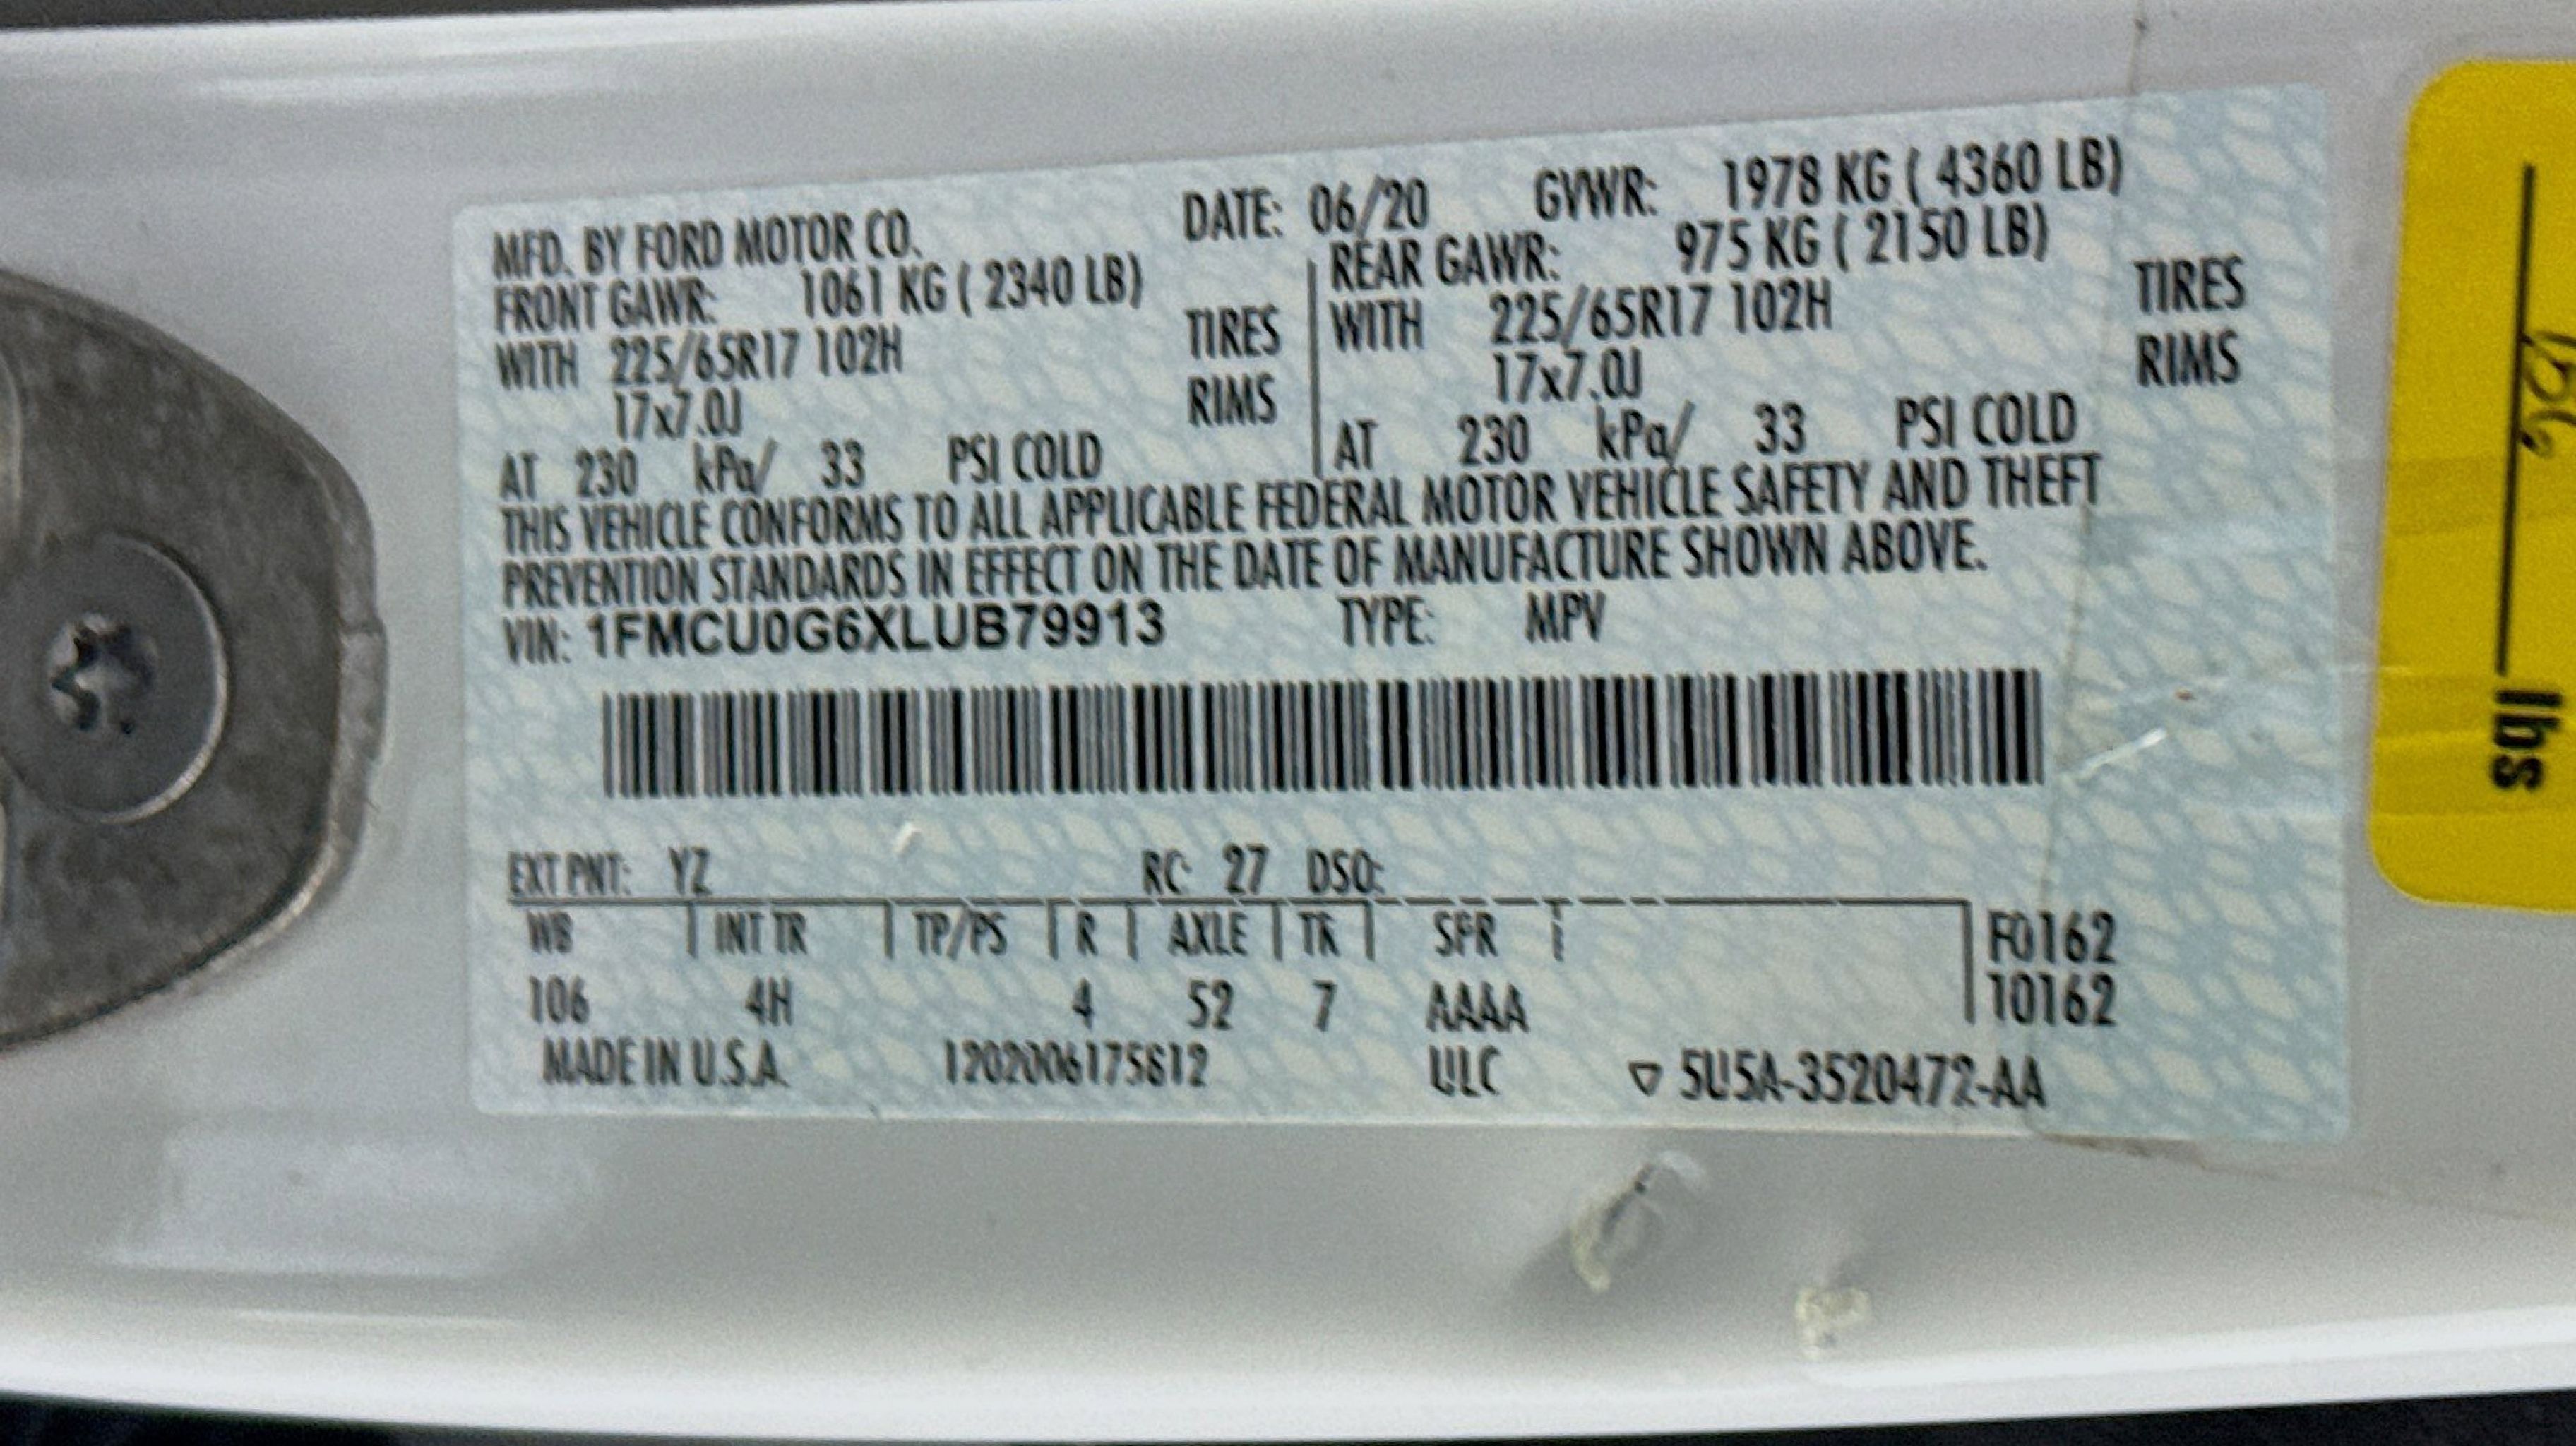 MFD. BY FORD MOTOR CO. DATE: 06/20 GVWR: 1978 KG ( 4360 LB)
FRONT GAWR: 1061 KG ( 2340 LB) REAR GAWR: 975 KG ( 2150 LB)
WITH 225/65R17 102H TIRES WITH 225/65R17 102H TIRES
17x7.0J RIMS 17x7.0J RIMS
AT 230 kPa/ 33 PSI COLD AT 230 kPa/ 33 PSI COLD
THIS VEHICLE CONFORMS TO ALL APPLICABLE FEDERAL MOTOR VEHICLE SAFETY AND THEFT
PREVENTION STANDARDS IN EFFECT ON THE DATE OF MANUFACTURE SHOWN ABOVE.
VIN: 1FMCU0G6XLUB79913 TYPE: MPV
EXT PNT: YZ RC: 27 DSO:
WB INT TR TP/PS R AXLE TR SPR F0162
106 4H 4 52 7 AAAA 10162
MADE IN U.S.A. ULC ▽ 5U5A-3520472-AA
lbs